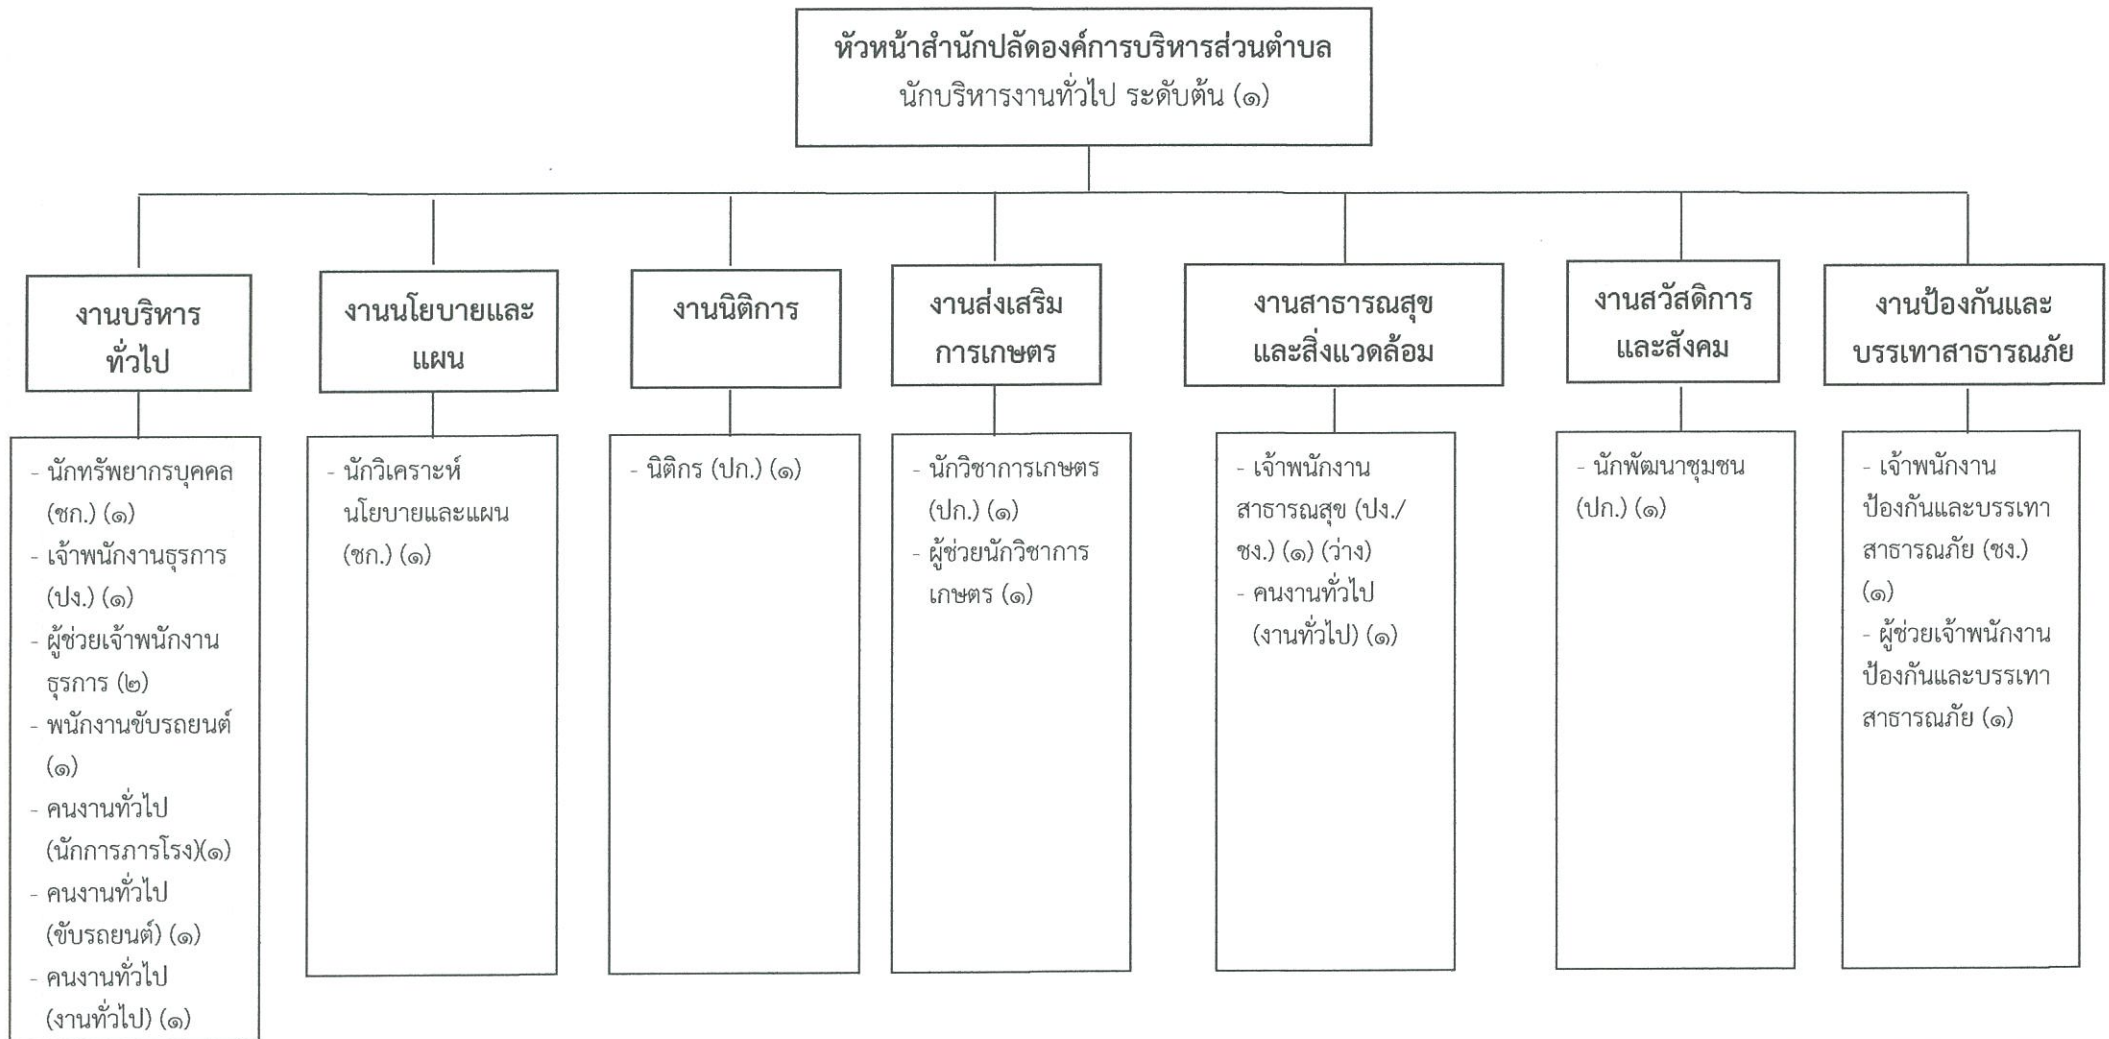 หัวหน้าสำนักปลัดองค์การบริหารส่วนตำบล
นักบริหารงานทั่วไป ระดับต้น (๑)
งานบริหาร
ทั่วไป
งานนโยบายและ
แผน
งานนิติการ
งานส่งเสริม
การเกษตร
งานสาธารณสุข
และสิ่งแวดล้อม
งานสวัสดิการ
และสังคม
งานป้องกันและ
บรรเทาสาธารณภัย
- นักทรัพยากรบุคคล
(ชก.) (๑)
- เจ้าพนักงานธุรการ
(ปง.) (๑)
- ผู้ช่วยเจ้าพนักงาน
ธุรการ (๒)
- พนักงานขับรถยนต์
(๑)
- คนงานทั่วไป
(นักการภารโรง)(๑)
- คนงานทั่วไป
(ขับรถยนต์) (๑)
- คนงานทั่วไป
(งานทั่วไป) (๑)
- นักวิเคราะห์
นโยบายและแผน
(ชก.) (๑)
- นิติกร (ปก.) (๑)
- นักวิชาการเกษตร
(ปก.) (๑)
- ผู้ช่วยนักวิชาการ
เกษตร (๑)
- เจ้าพนักงาน
สาธารณสุข (ปง./
ชง.) (๑) (ว่าง)
- คนงานทั่วไป
(งานทั่วไป) (๑)
- นักพัฒนาชุมชน
(ปก.) (๑)
- เจ้าพนักงาน
ป้องกันและบรรเทา
สาธารณภัย (ชง.)
(๑)
- ผู้ช่วยเจ้าพนักงาน
ป้องกันและบรรเทา
สาธารณภัย (๑)